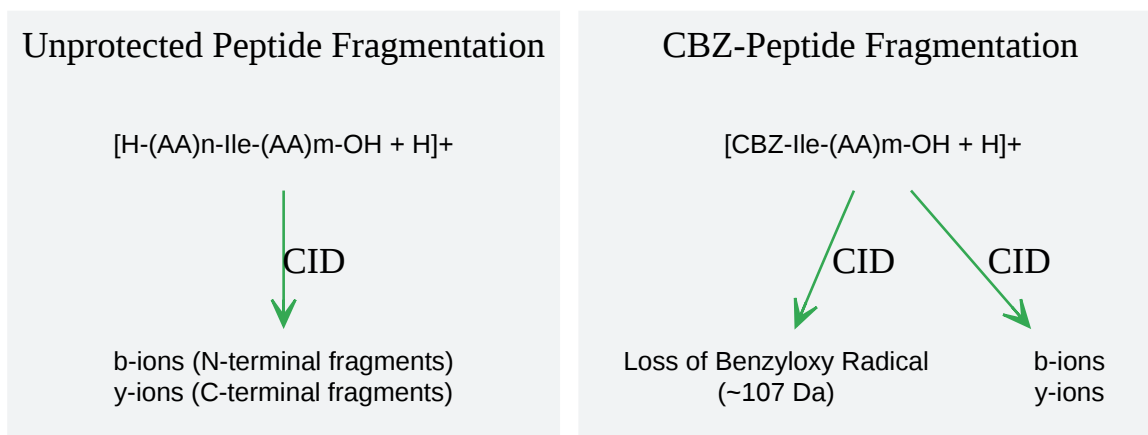 Unprotected Peptide Fragmentation
[H-(AA)n-Ile-(AA)m-OH + H]+
CID
b-ions (N-terminal fragments)
y-ions (C-terminal fragments)
CBZ-Peptide Fragmentation
[CBZ-Ile-(AA)m-OH + H]+
CID
CID
Loss of Benzyloxy Radical
(~107 Da)
b-ions
y-ions